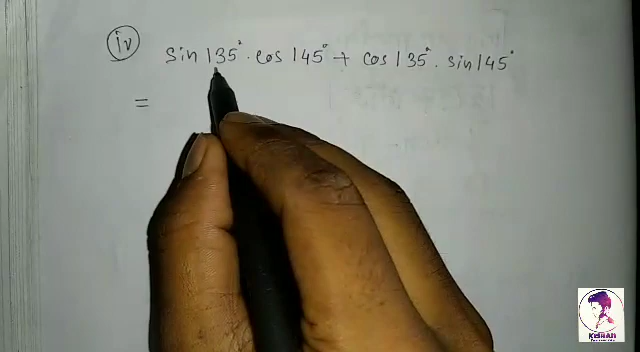 iv sin 135° . cos 145° + cos 135° . sin 145°
=